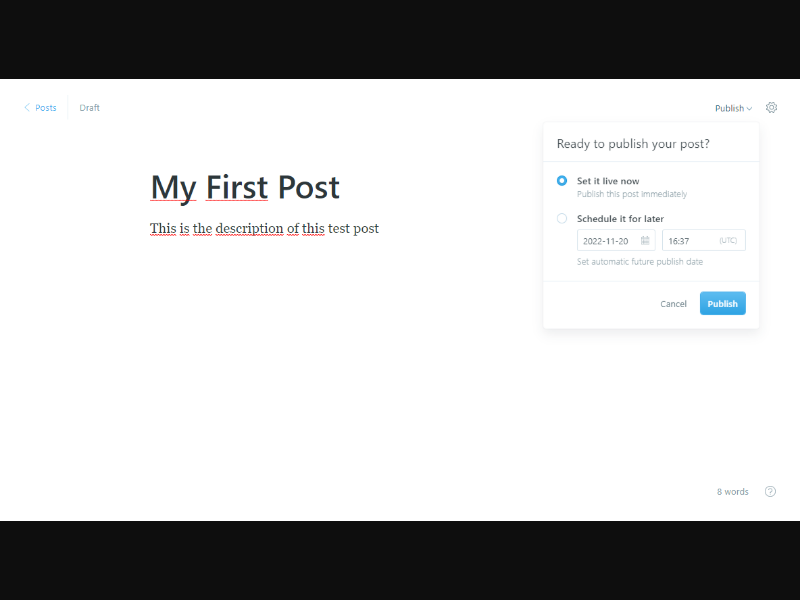 Posts
Draft
Publish
Ready to publish your post?
My First Post
Set it live now
Publish this post immediately
This is the description of this test post
Schedule it for later
2022-11-20
16:37
(UTC)
Set automatic future publish date
Cancel
Publish
8 words
?